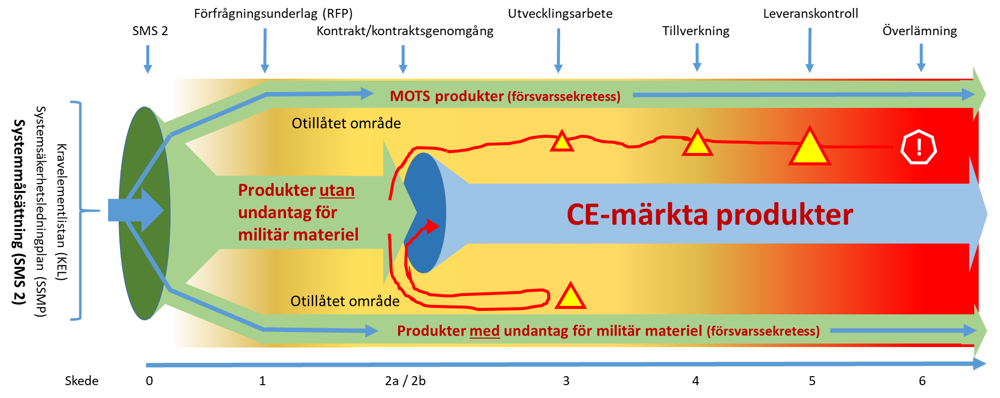 Förfrågningsunderlag (RFP)
Utvecklingsarbete
Leveranskontroll
SMS 2
Kontrakt/kontraktsgenomgång
Tillverkning
Överlämning
Systemmålsättning (SMS 2)
Systemsäkerhetsledningplan (SSMP)
Kravelementlistan (KEL)
MOTS produkter (försvarssekretess)
Otillåtet område
!
Produkter utan
undantag för
militär materiel
CE-märkta produkter
Otillåtet område
Produkter med undantag för militär materiel (försvarssekretess)
Skede 0 1 2a / 2b 3 4 5 6